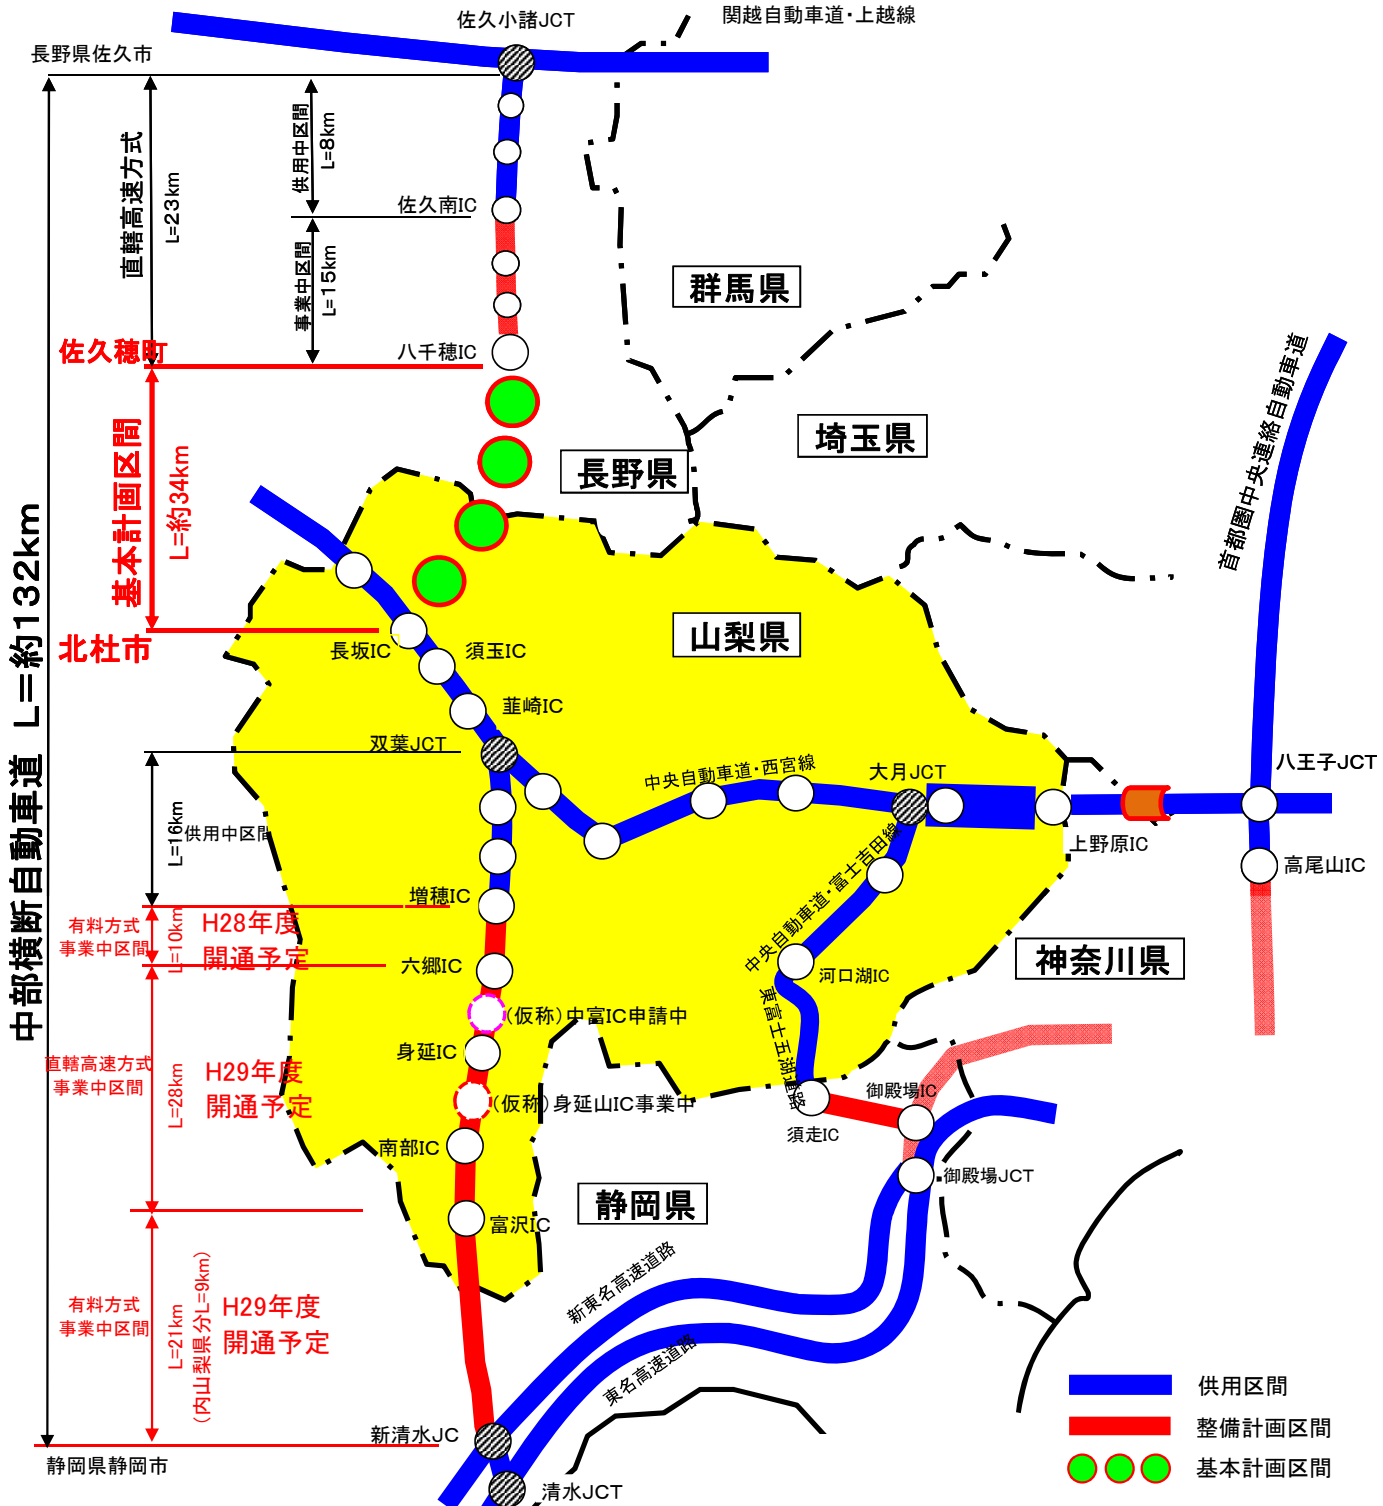 佐久小諸JCT
関越自動車道・上越線
長野県佐久市
直轄高速方式
L=23km
供用中区間
L=8km
佐久南IC
事業中区間
L=15km
群馬県
佐久穂町
八千穂IC
首都圏中央連絡自動車道
埼玉県
長野県
基本計画区間
L=約34km
中部横断自動車道 L=約132km
北杜市
山梨県
長坂IC
須玉IC
韮崎IC
双葉JCT
中央自動車道・西宮線
大月JCT
八王子JCT
L=16km
供用中区間
上野原IC
高尾山IC
増穂IC
中央自動車道・富士吉田線
有料方式
事業中区間
L=10km
H28年度
開通予定
六郷IC
河口湖IC
神奈川県
(仮称)中富IC申請中
東富士五湖道路
直轄高速方式
事業中区間
L=28km
H29年度
開通予定
身延IC
(仮称)身延山IC事業中
御殿場IC
須走IC
南部IC
御殿場JCT
静岡県
富沢IC
有料方式
事業中区間
L=21km
(内山梨県分L=9km)
H29年度
開通予定
新東名高速道路
東名高速道路
新清水JC
静岡県静岡市
清水JCT
供用区間
整備計画区間
基本計画区間